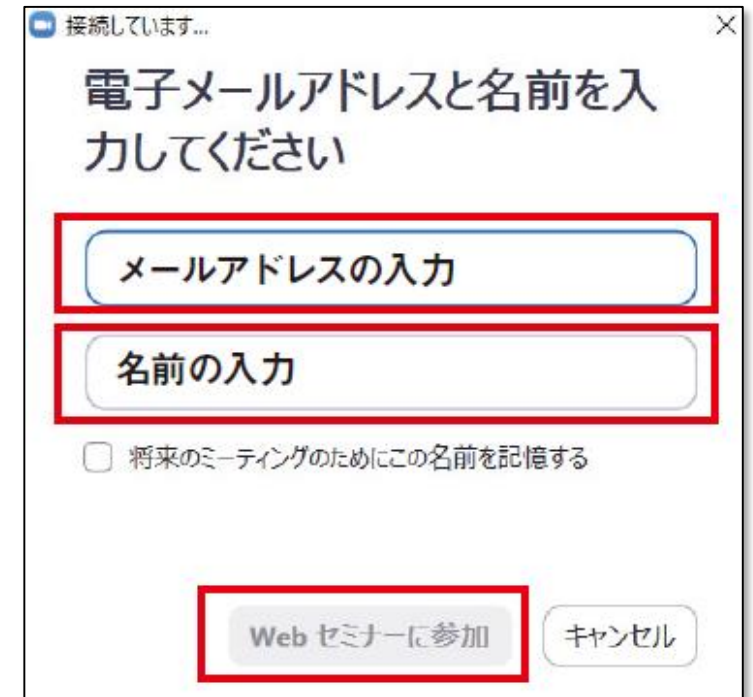 接続しています...
電子メールアドレスと名前を入
力してください
メールアドレスの入力
名前の入力
将来のミーティングのためにこの名前を記憶する
Web セミナーに参加
キャンセル